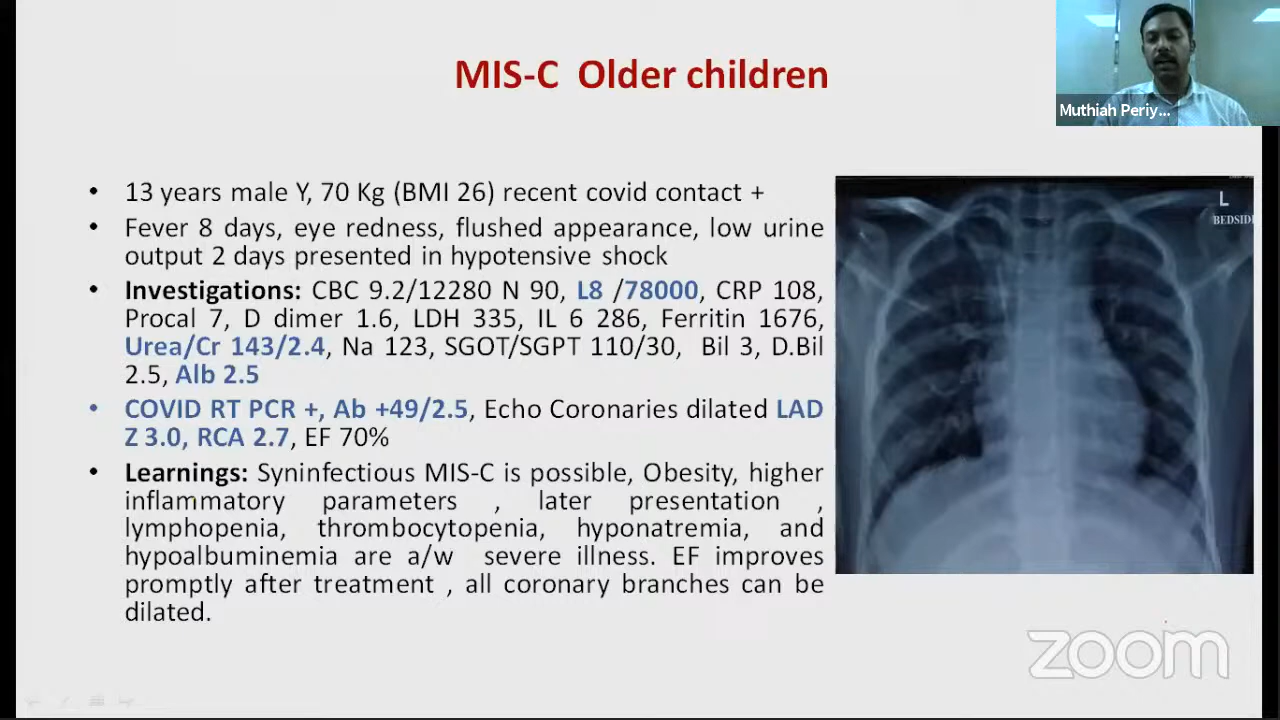 MIS-C Older children
Muthiah Periy...
• 13 years male Y, 70 Kg (BMI 26) recent covid contact +
• Fever 8 days, eye redness, flushed appearance, low urine
output 2 days presented in hypotensive shock
• Investigations: CBC 9.2/12280 N 90, L8 /78000, CRP 108,
Procal 7, D dimer 1.6, LDH 335, IL 6 286, Ferritin 1676,
Urea/Cr 143/2.4, Na 123, SGOT/SGPT 110/30, Bil 3, D.Bil
2.5, Alb 2.5
• COVID RT PCR +, Ab +49/2.5, Echo Coronaries dilated LAD
Z 3.0, RCA 2.7, EF 70%
• Learnings: Syninfectious MIS-C is possible, Obesity, higher
inflammatory parameters , later presentation ,
lymphopenia, thrombocytopenia, hyponatremia, and
hypoalbuminemia are a/w severe illness. EF improves
promptly after treatment , all coronary branches can be
dilated.
L
BEDSIDE
zoom